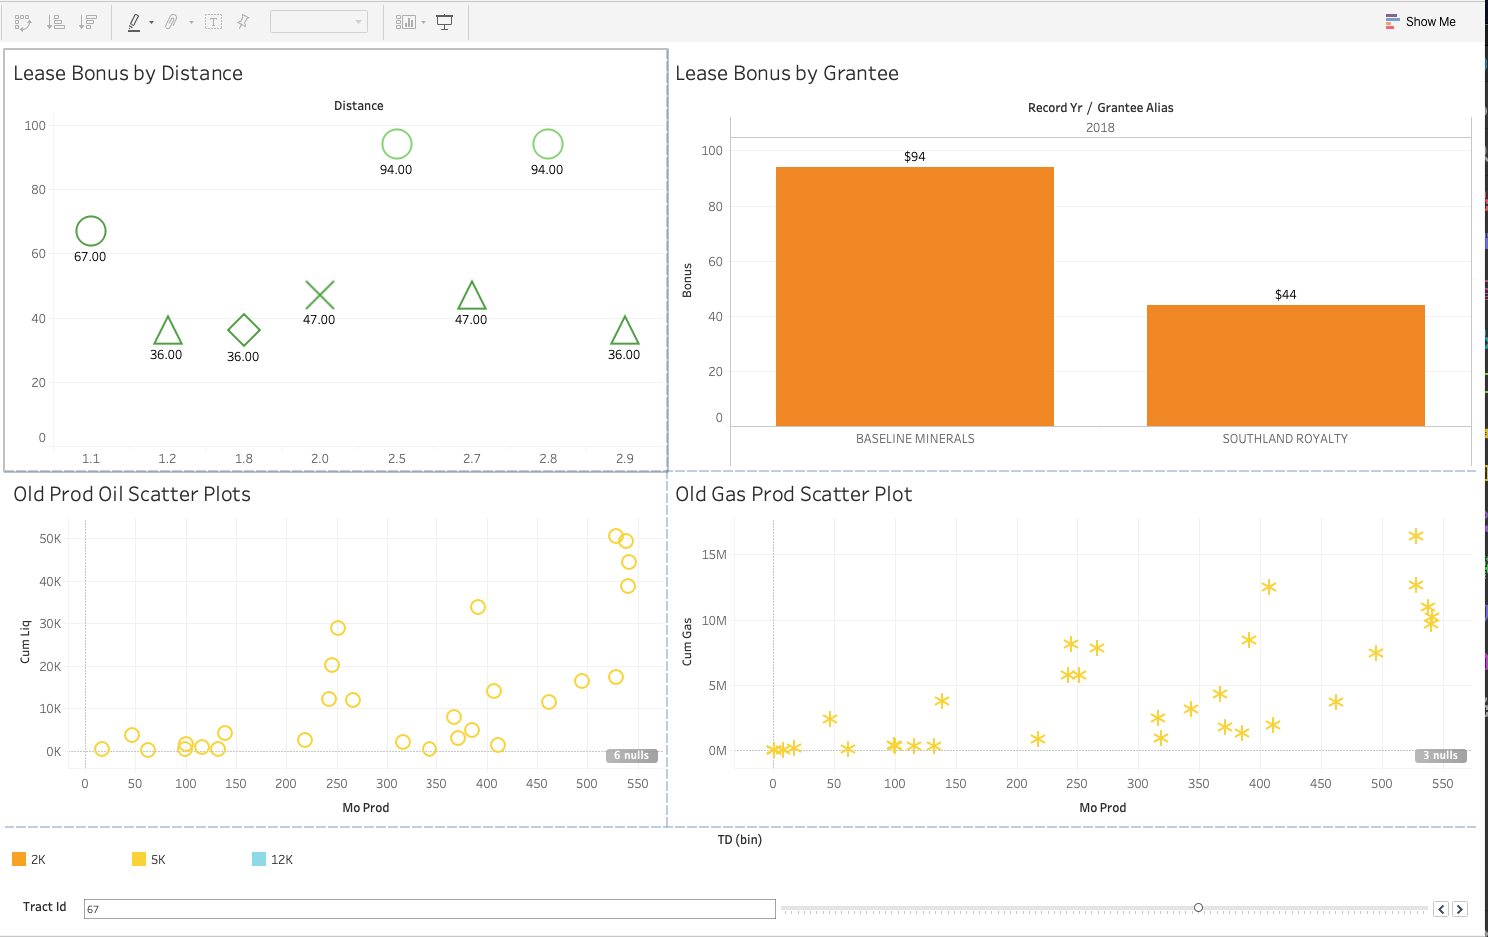 Show Me
Lease Bonus by Distance
Distance
100
80
60
40
20
0
94.00
94.00
67.00
47.00
47.00
36.00
36.00
36.00
1.1 1.2 1.8 2.0 2.5 2.7 2.8 2.9
Lease Bonus by Grantee
Record Yr / Grantee Alias
2018
Bonus
100
80
60
40
20
0
$94
$44
BASELINE MINERALS SOUTHLAND ROYALTY
Old Prod Oil Scatter Plots
Cum Liq
50K
40K
30K
20K
10K
0K
6 nulls
0 50 100 150 200 250 300 350 400 450 500 550
Mo Prod
Old Gas Prod Scatter Plot
Cum Gas
15M
10M
5M
0M
3 nulls
0 50 100 150 200 250 300 350 400 450 500 550
Mo Prod
TD (bin)
2K 5K 12K
Tract Id 67